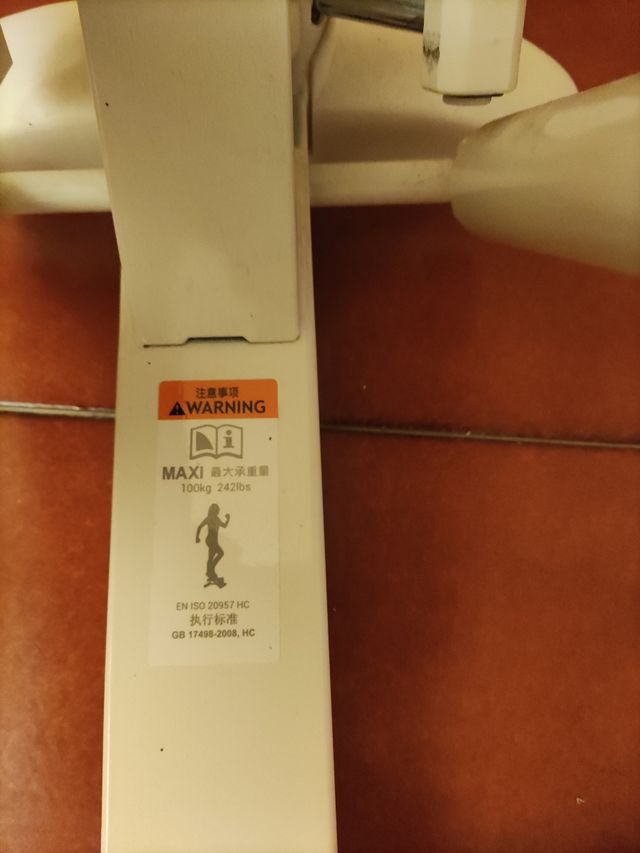 注意事项
WARNING
MAXI 最大承重量
100kg 242lbs
EN ISO 20957 HC
执行标准
GB 17498-2008, HC